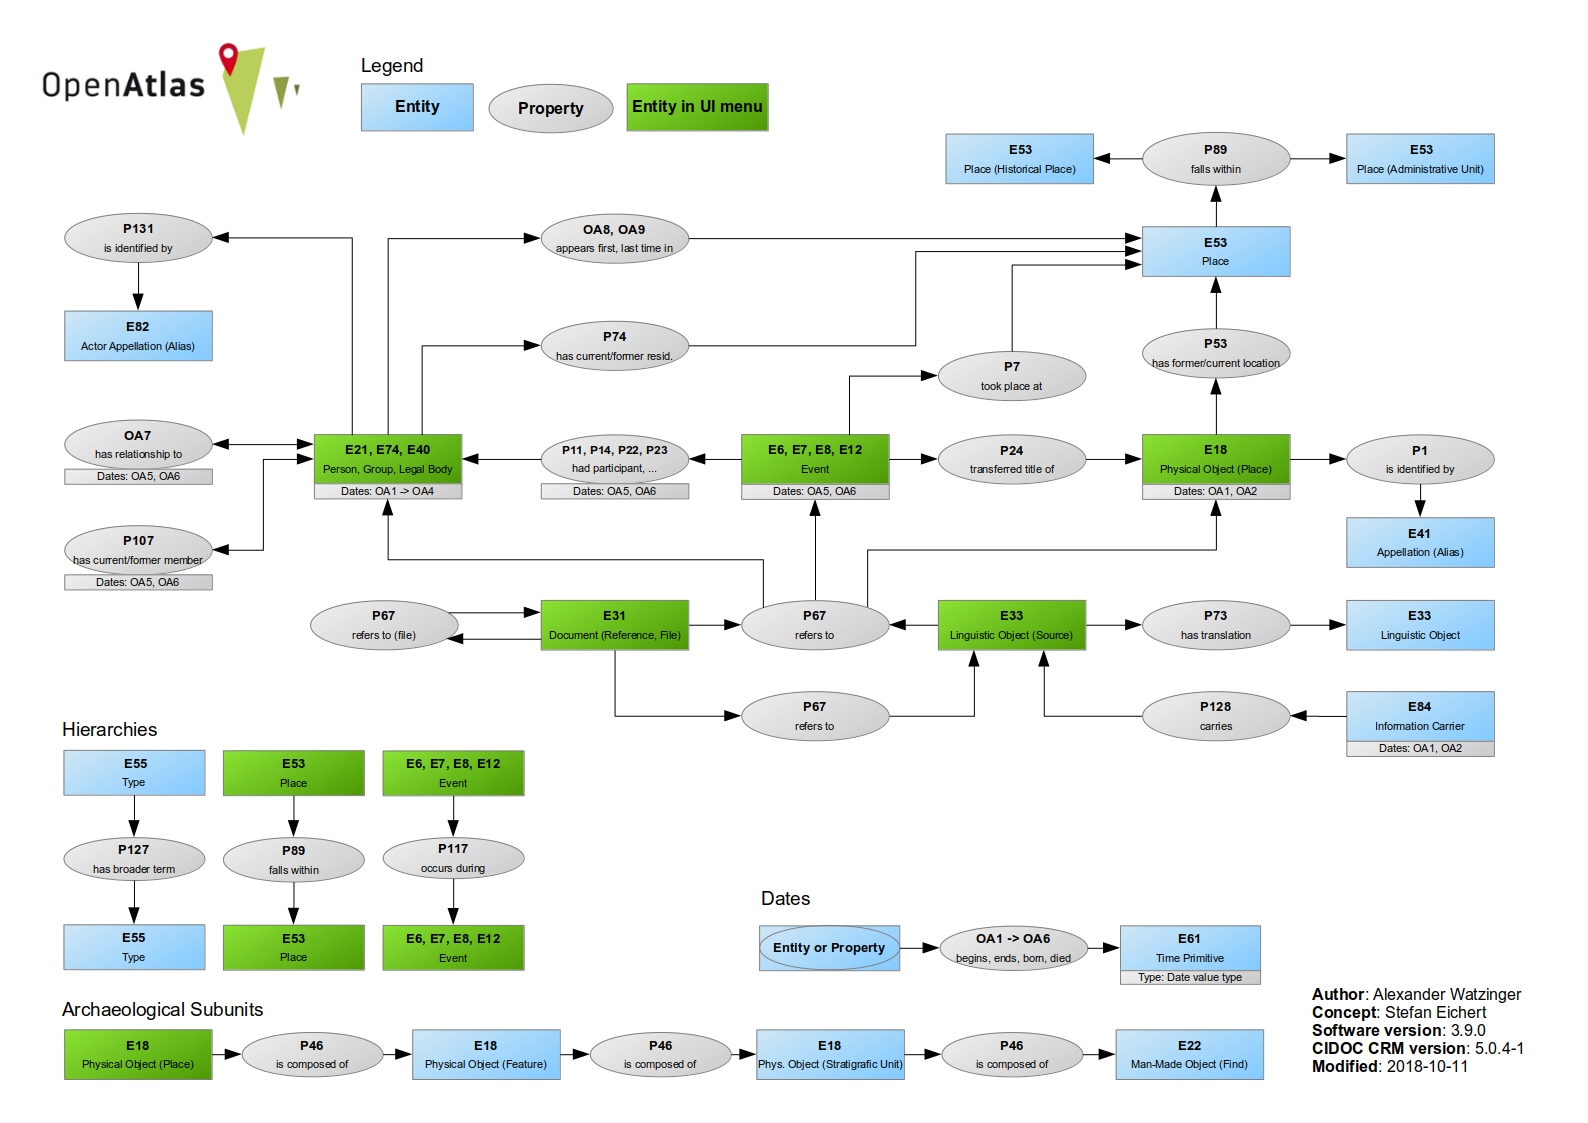 OpenAtlas
Legend
Entity
Property
Entity in UI menu
E53
Place (Historical Place)
P89
falls within
E53
Place (Administrative Unit)
P131
is identified by
OA8, OA9
appears first, last time in
E53
Place
E82
Actor Appellation (Alias)
P74
has current/former resid.
P7
took place at
P53
has former/current location
OA7
has relationship to
Dates: OA5, OA6
E21, E74, E40
Person, Group, Legal Body
Dates: OA1 -> OA4
P11, P14, P22, P23
had participant, ...
Dates: OA5, OA6
E6, E7, E8, E12
Event
Dates: OA5, OA6
P24
transferred title of
E18
Physical Object (Place)
Dates: OA1, OA2
P1
is identified by
P107
has current/former member
Dates: OA5, OA6
E41
Appellation (Alias)
P67
refers to (file)
E31
Document (Reference, File)
P67
refers to
E33
Linguistic Object (Source)
P73
has translation
E33
Linguistic Object
P67
refers to
P128
carries
E84
Information Carrier
Dates: OA1, OA2
Hierarchies
E55
Type
E53
Place
E6, E7, E8, E12
Event
P127
has broader term
P89
falls within
P117
occurs during
E55
Type
E53
Place
E6, E7, E8, E12
Event
Dates
Entity or Property
OA1 -> OA6
begins, ends, born, died
E61
Time Primitive
Type: Date value type
Archaeological Subunits
E18
Physical Object (Place)
P46
is composed of
E18
Physical Object (Feature)
P46
is composed of
E18
Phys. Object (Stratigrafic Unit)
P46
is composed of
E22
Man-Made Object (Find)
Author: Alexander Watzinger
Concept: Stefan Eichert
Software version: 3.9.0
CIDOC CRM version: 5.0.4-1
Modified: 2018-10-11